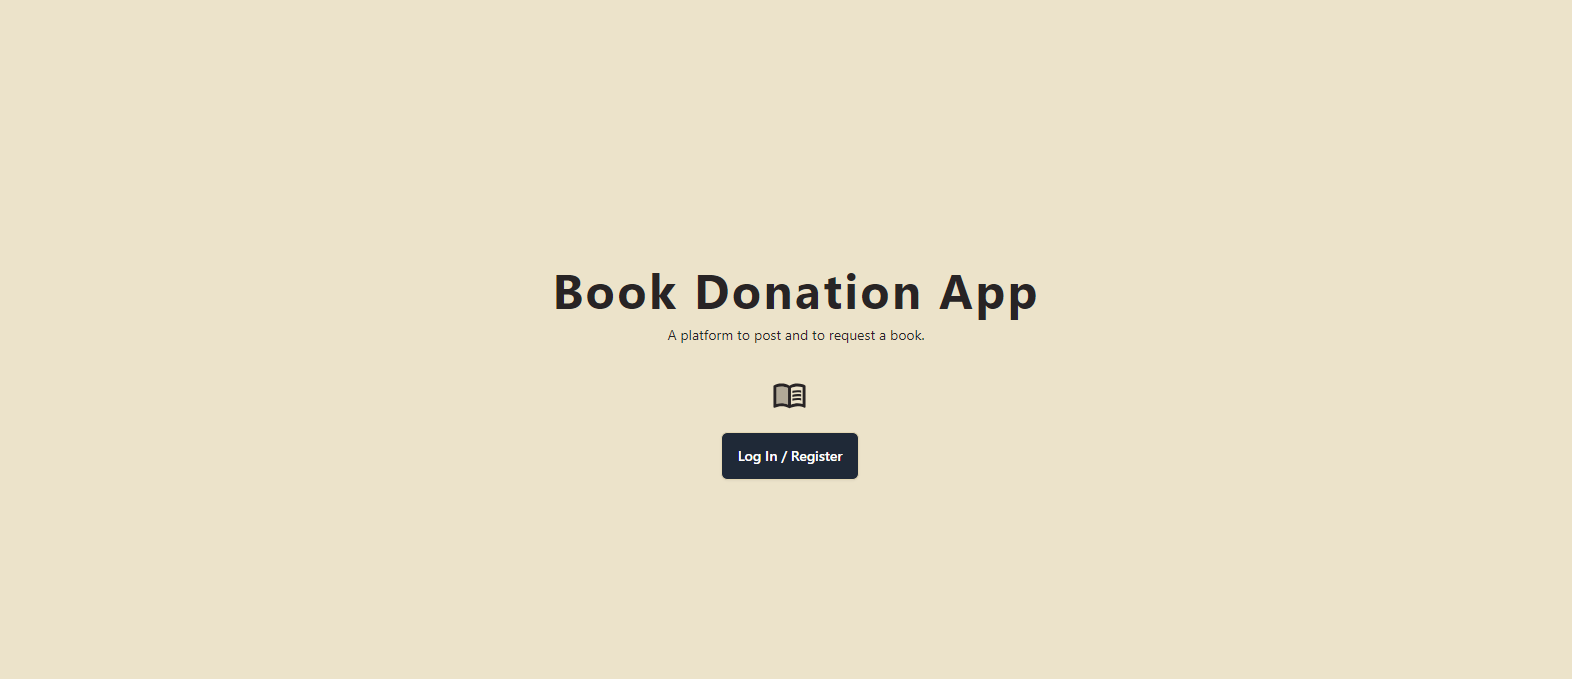 Book Donation App
A platform to post and to request a book.
Log In / Register